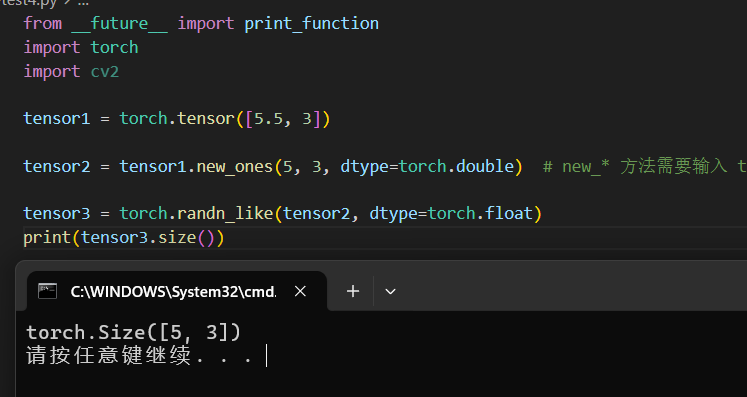 test4.py > ...
from __future__ import print_function
import torch
import cv2
tensor1 = torch.tensor([5.5, 3])
tensor2 = tensor1.new_ones(5, 3, dtype=torch.double)  # new_* 方法需要输入 t
tensor3 = torch.randn_like(tensor2, dtype=torch.float)
print(tensor3.size())
C:\WINDOWS\System32\cmd.
torch.Size([5, 3])
请按任意键继续. . .